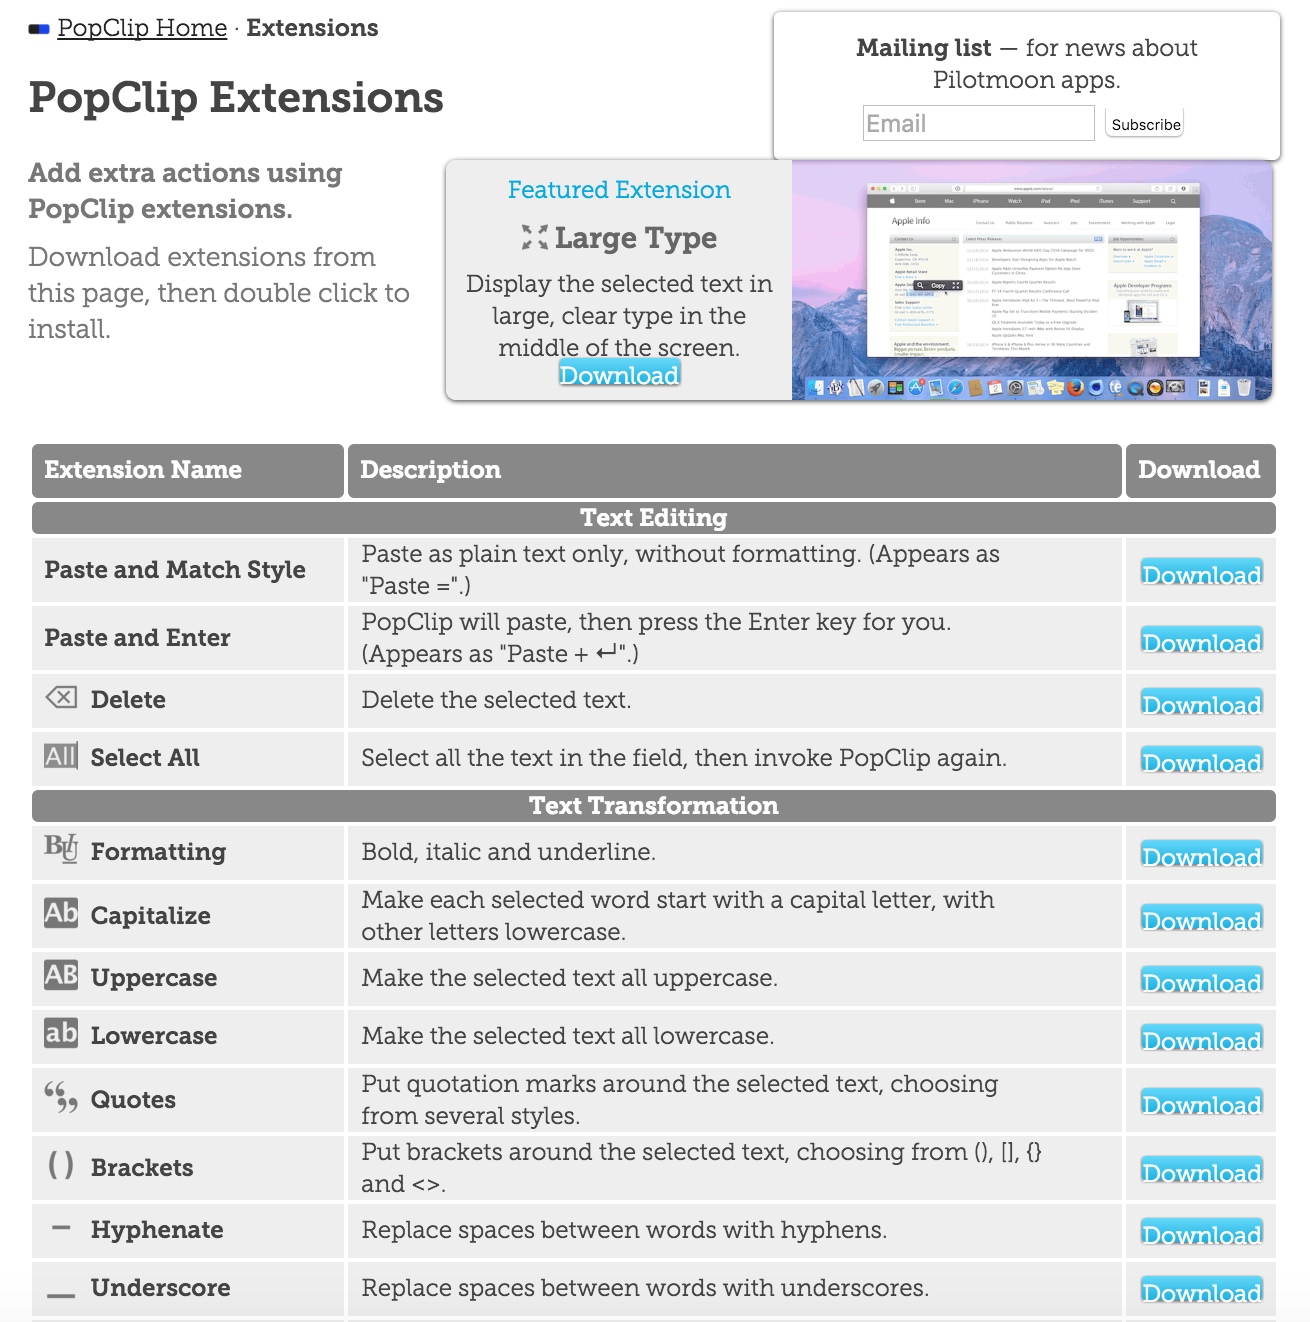 PopClip Home · Extensions
Mailing list — for news about
Pilotmoon apps.
Email
Subscribe
PopClip Extensions
Add extra actions using
PopClip extensions.
Download extensions from
this page, then double click to
install.
Featured Extension
Large Type
Display the selected text in
large, clear type in the
middle of the screen.
Download
Apple Info
Copy
Extension Name Description Download
Text Editing
Paste and Match Style Paste as plain text only, without formatting. (Appears as
"Paste =".) Download
Paste and Enter PopClip will paste, then press the Enter key for you.
(Appears as "Paste + ↵".) Download
Delete Delete the selected text. Download
All Select All Select all the text in the field, then invoke PopClip again. Download
Text Transformation
BIU Formatting Bold, italic and underline. Download
Ab Capitalize Make each selected word start with a capital letter, with
other letters lowercase. Download
AB Uppercase Make the selected text all uppercase. Download
ab Lowercase Make the selected text all lowercase. Download
Quotes Put quotation marks around the selected text, choosing
from several styles. Download
( ) Brackets Put brackets around the selected text, choosing from (), [], {}
and <>. Download
– Hyphenate Replace spaces between words with hyphens. Download
_ Underscore Replace spaces between words with underscores. Download